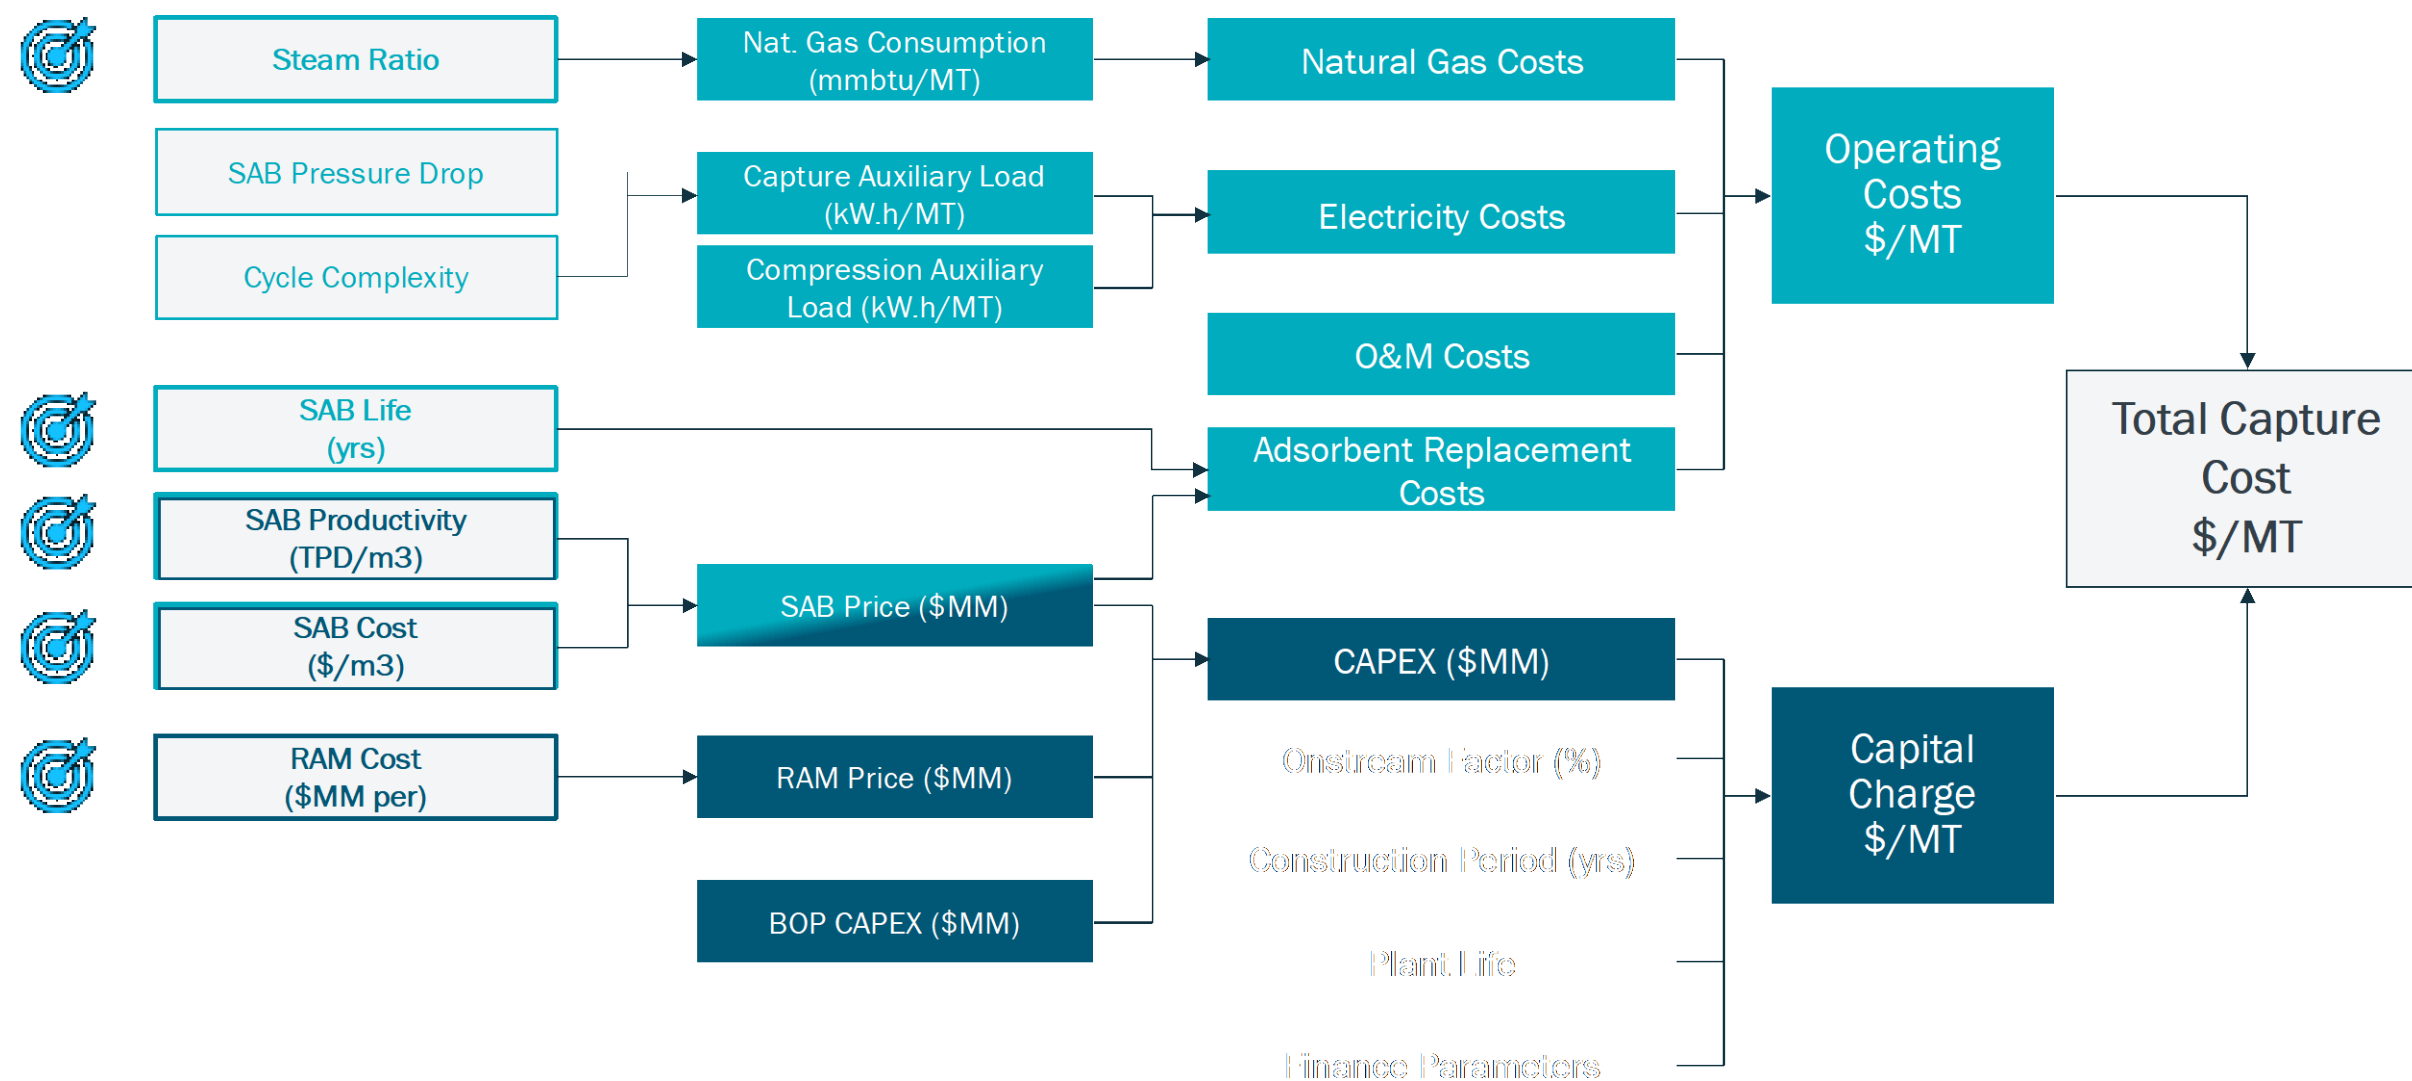 Steam Ratio
Nat. Gas Consumption
(mmbtu/MT)
Natural Gas Costs
SAB Pressure Drop
Capture Auxiliary Load
(kW.h/MT)
Electricity Costs
Operating
Costs
$/MT
Cycle Complexity
Compression Auxiliary
Load (kW.h/MT)
O&M Costs
SAB Life
(yrs)
Adsorbent Replacement
Costs
Total Capture
Cost
$/MT
SAB Productivity
(TPD/m3)
SAB Cost
($/m3)
SAB Price ($MM)
CAPEX ($MM)
RAM Cost
($MM per)
RAM Price ($MM)
Onstream Factor (%)
Capital
Charge
$/MT
Construction Period (yrs)
BOP CAPEX ($MM)
Plant Life
Finance Parameters